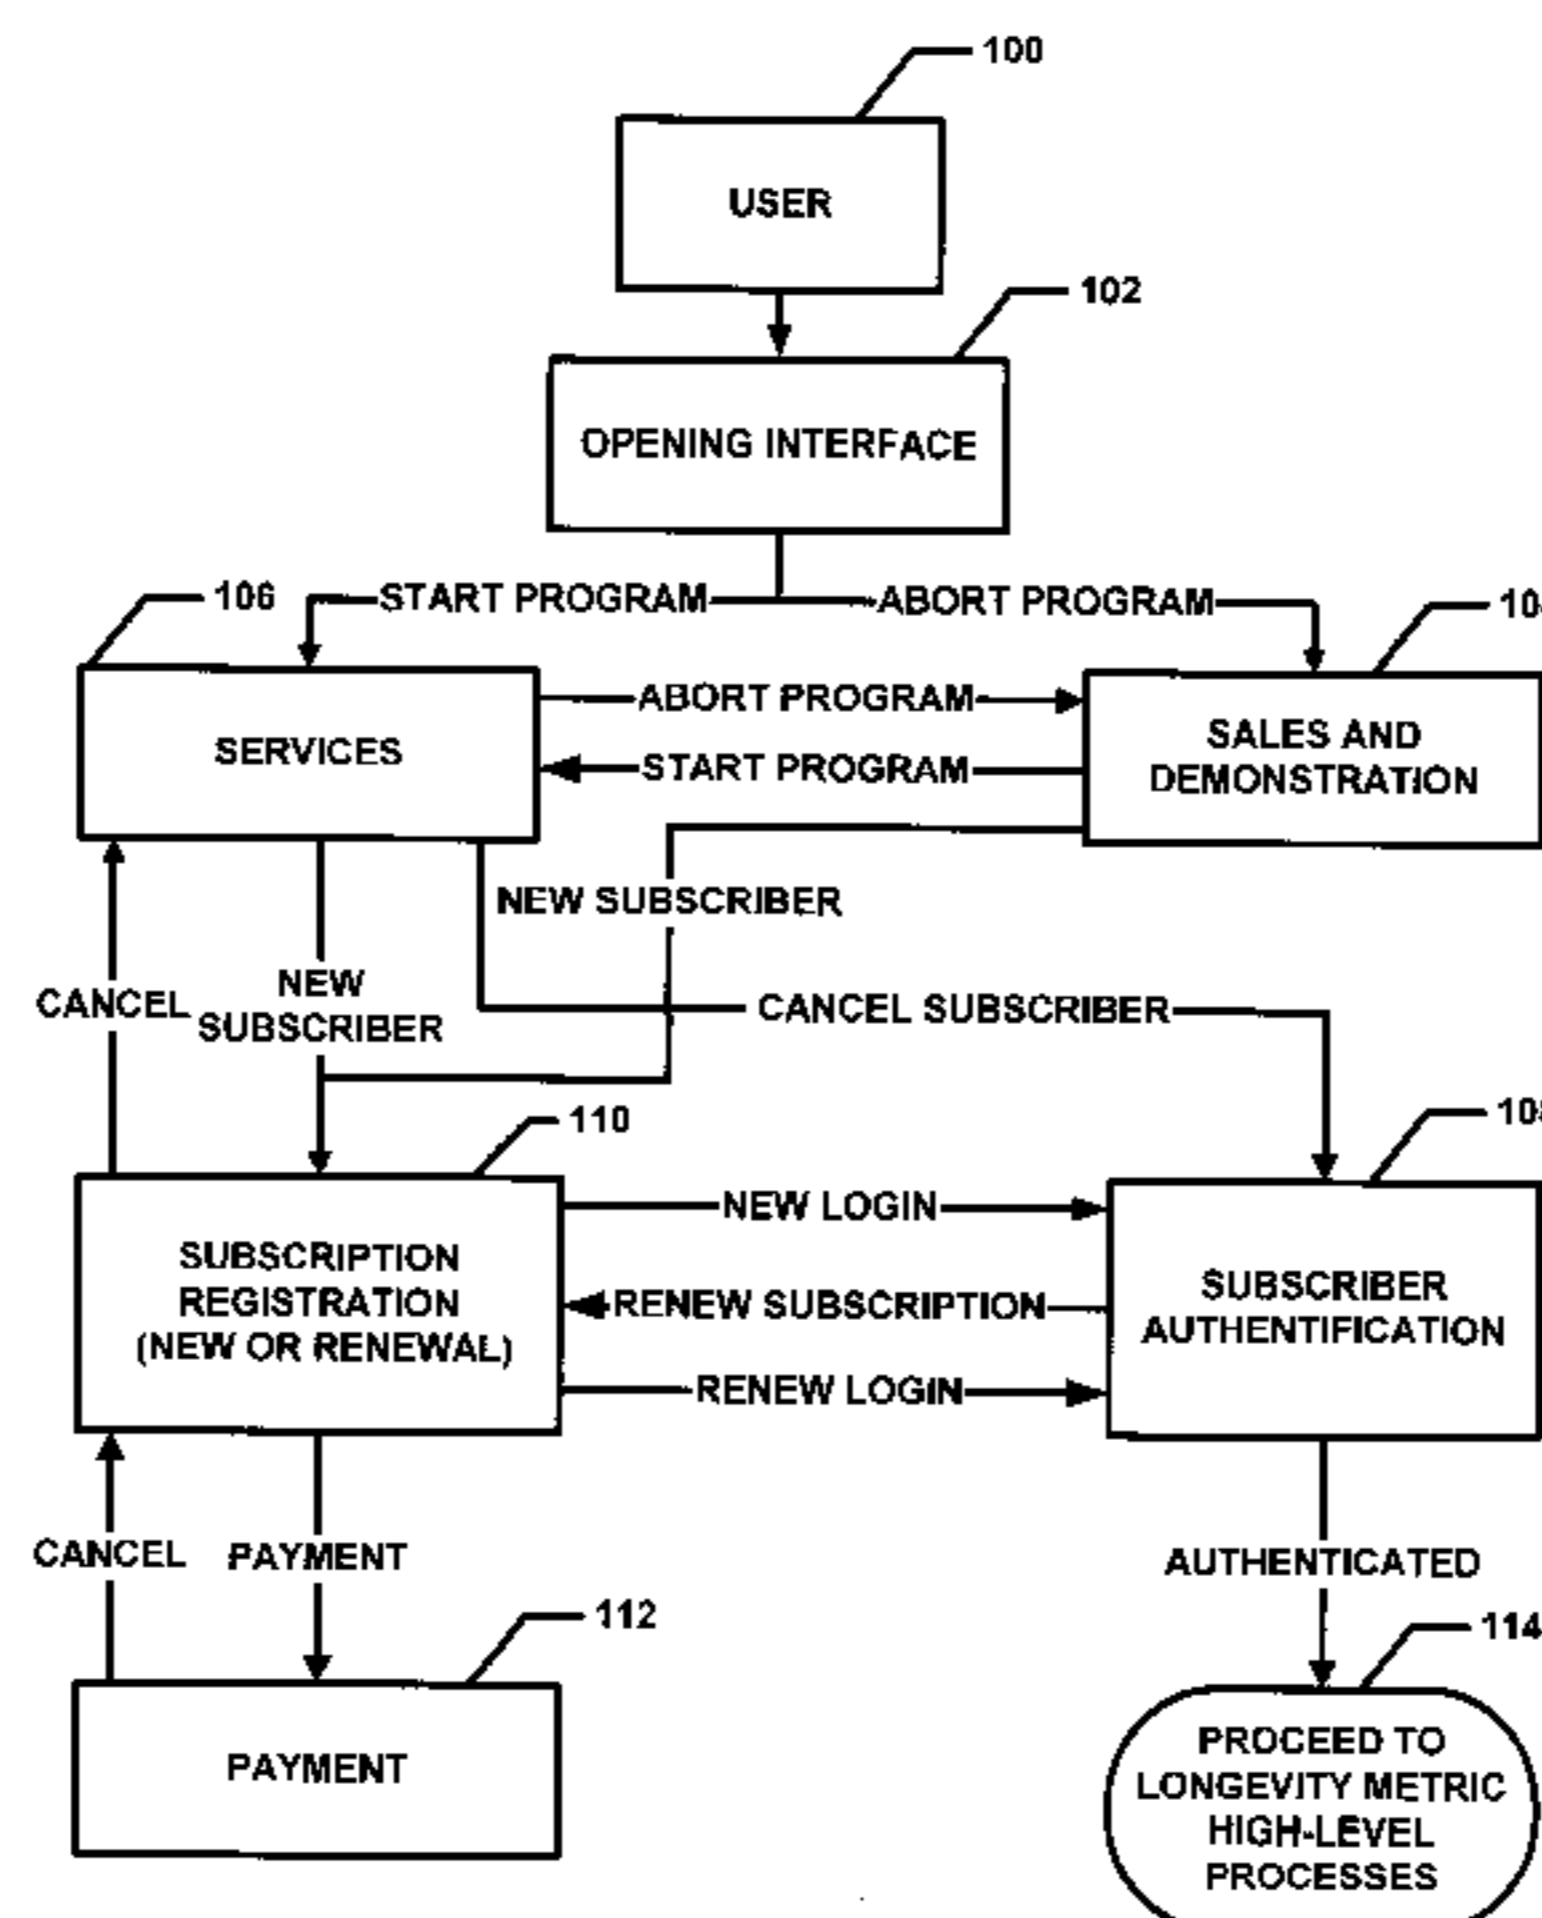 100
USER
102
OPENING INTERFACE
106
START PROGRAM
ABORT PROGRAM
10
ABORT PROGRAM
SERVICES
START PROGRAM
SALES AND
DEMONSTRATION
NEW SUBSCRIBER
CANCEL
NEW
SUBSCRIBER
CANCEL SUBSCRIBER
110
108
NEW LOGIN
SUBSCRIPTION
REGISTRATION
(NEW OR RENEWAL)
RENEW SUBSCRIPTION
RENEW LOGIN
SUBSCRIBER
AUTHENTIFICATION
CANCEL
PAYMENT
AUTHENTICATED
112
114
PAYMENT
PROCEED TO
LONGEVITY METRIC
HIGH-LEVEL
PROCESSES